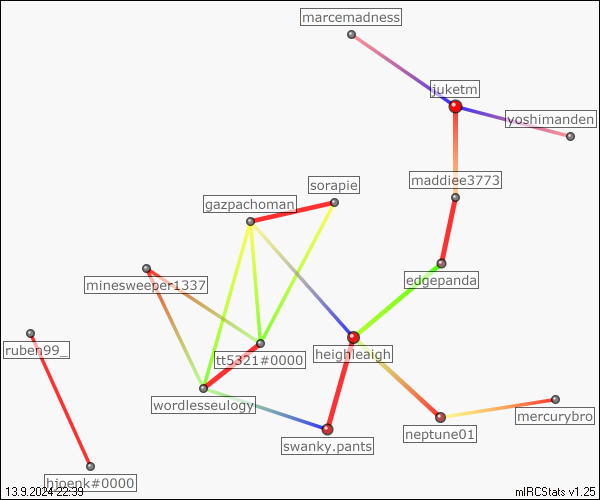 marcemadness
juketm
yoshimanden
maddiee3773
sorapie
gazpachoman
edgepanda
minesweeper1337
ruben99_
tt5321#0000
heighleaigh
wordlesseulogy
mercurybro
neptune01
swanky.pants
hjoenk#0000
13.9.2024 22:39
mIRCStats v1.25